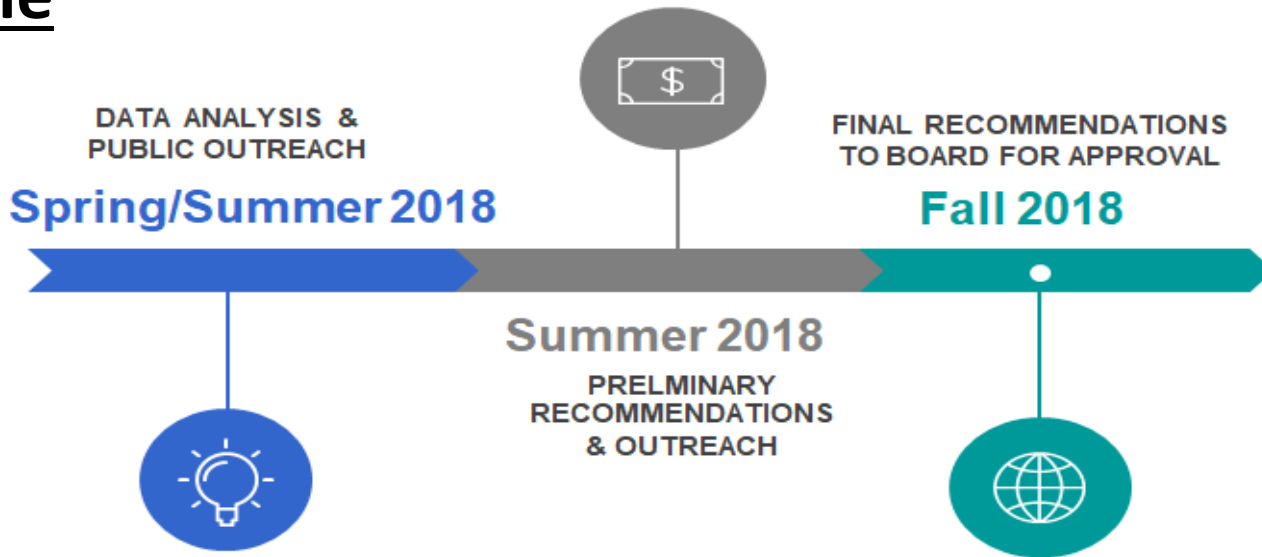 DATA ANALYSIS &
PUBLIC OUTREACH
Spring/Summer 2018
$
Summer 2018
PRELMINARY
RECOMMENDATIONS
& OUTREACH
FINAL RECOMMENDATIONS
TO BOARD FOR APPROVAL
Fall 2018